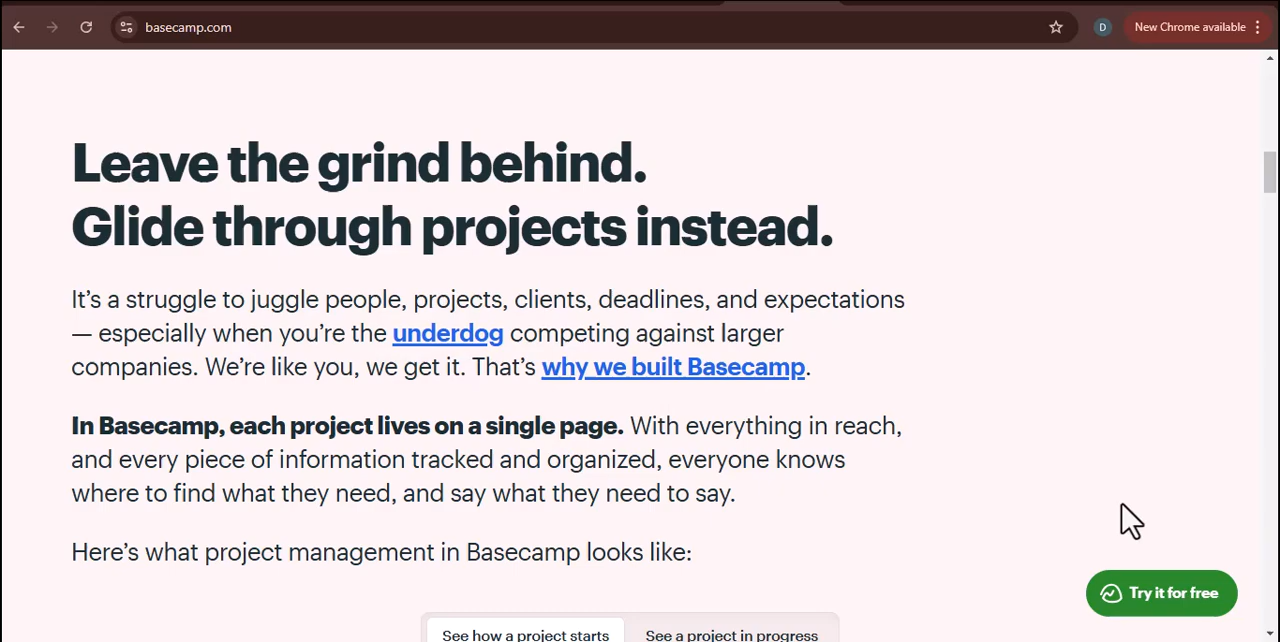 basecamp.com
D
New Chrome available
Leave the grind behind.
Glide through projects instead.
It’s a struggle to juggle people, projects, clients, deadlines, and expectations
— especially when you’re the underdog competing against larger
companies. We’re like you, we get it. That’s why we built Basecamp.
In Basecamp, each project lives on a single page. With everything in reach,
and every piece of information tracked and organized, everyone knows
where to find what they need, and say what they need to say.
Here’s what project management in Basecamp looks like:
Try it for free
See how a project starts
See a project in progress